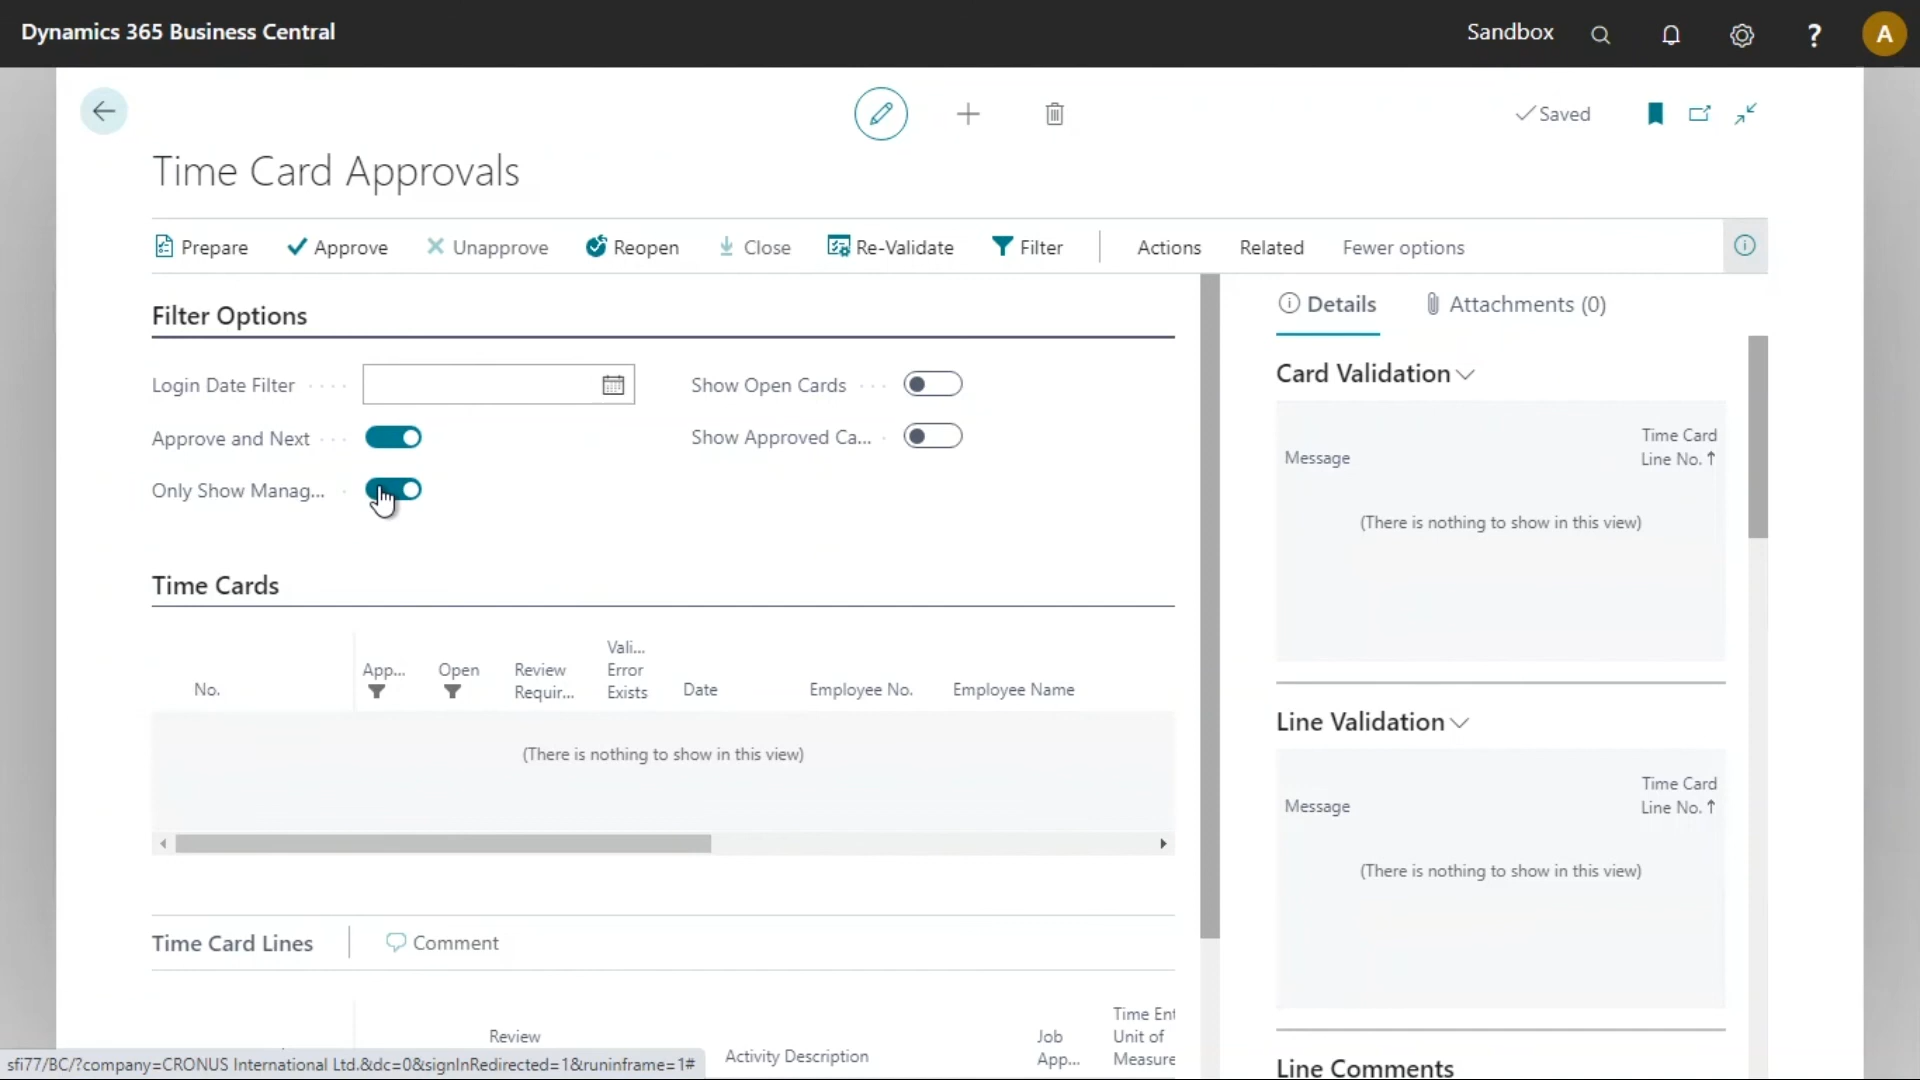 Dynamics 365 Business Central
Sandbox
?
A
Saved
Time Card Approvals
Prepare
Approve
Unapprove
Reopen
Close
Re-Validate
Filter
Actions
Related
Fewer options
Filter Options
Login Date Filter
Show Open Cards
Approve and Next
Show Approved Ca...
Only Show Manag...
Time Cards
No.
App...
Open
Review
Requir...
Vali...
Error
Exists
Date
Employee No.
Employee Name
(There is nothing to show in this view)
Time Card Lines
Comment
Review
Activity Description
Job
App...
Time Ent
Unit of
Measure
Details
Attachments (0)
Card Validation
Message
Time Card
Line No. ↑
(There is nothing to show in this view)
Line Validation
Message
Time Card
Line No. ↑
(There is nothing to show in this view)
Line Comments
sfi77/BC/?company=CRONUS International Ltd.&dc=0&signInRedirected=1&runinframe=1#